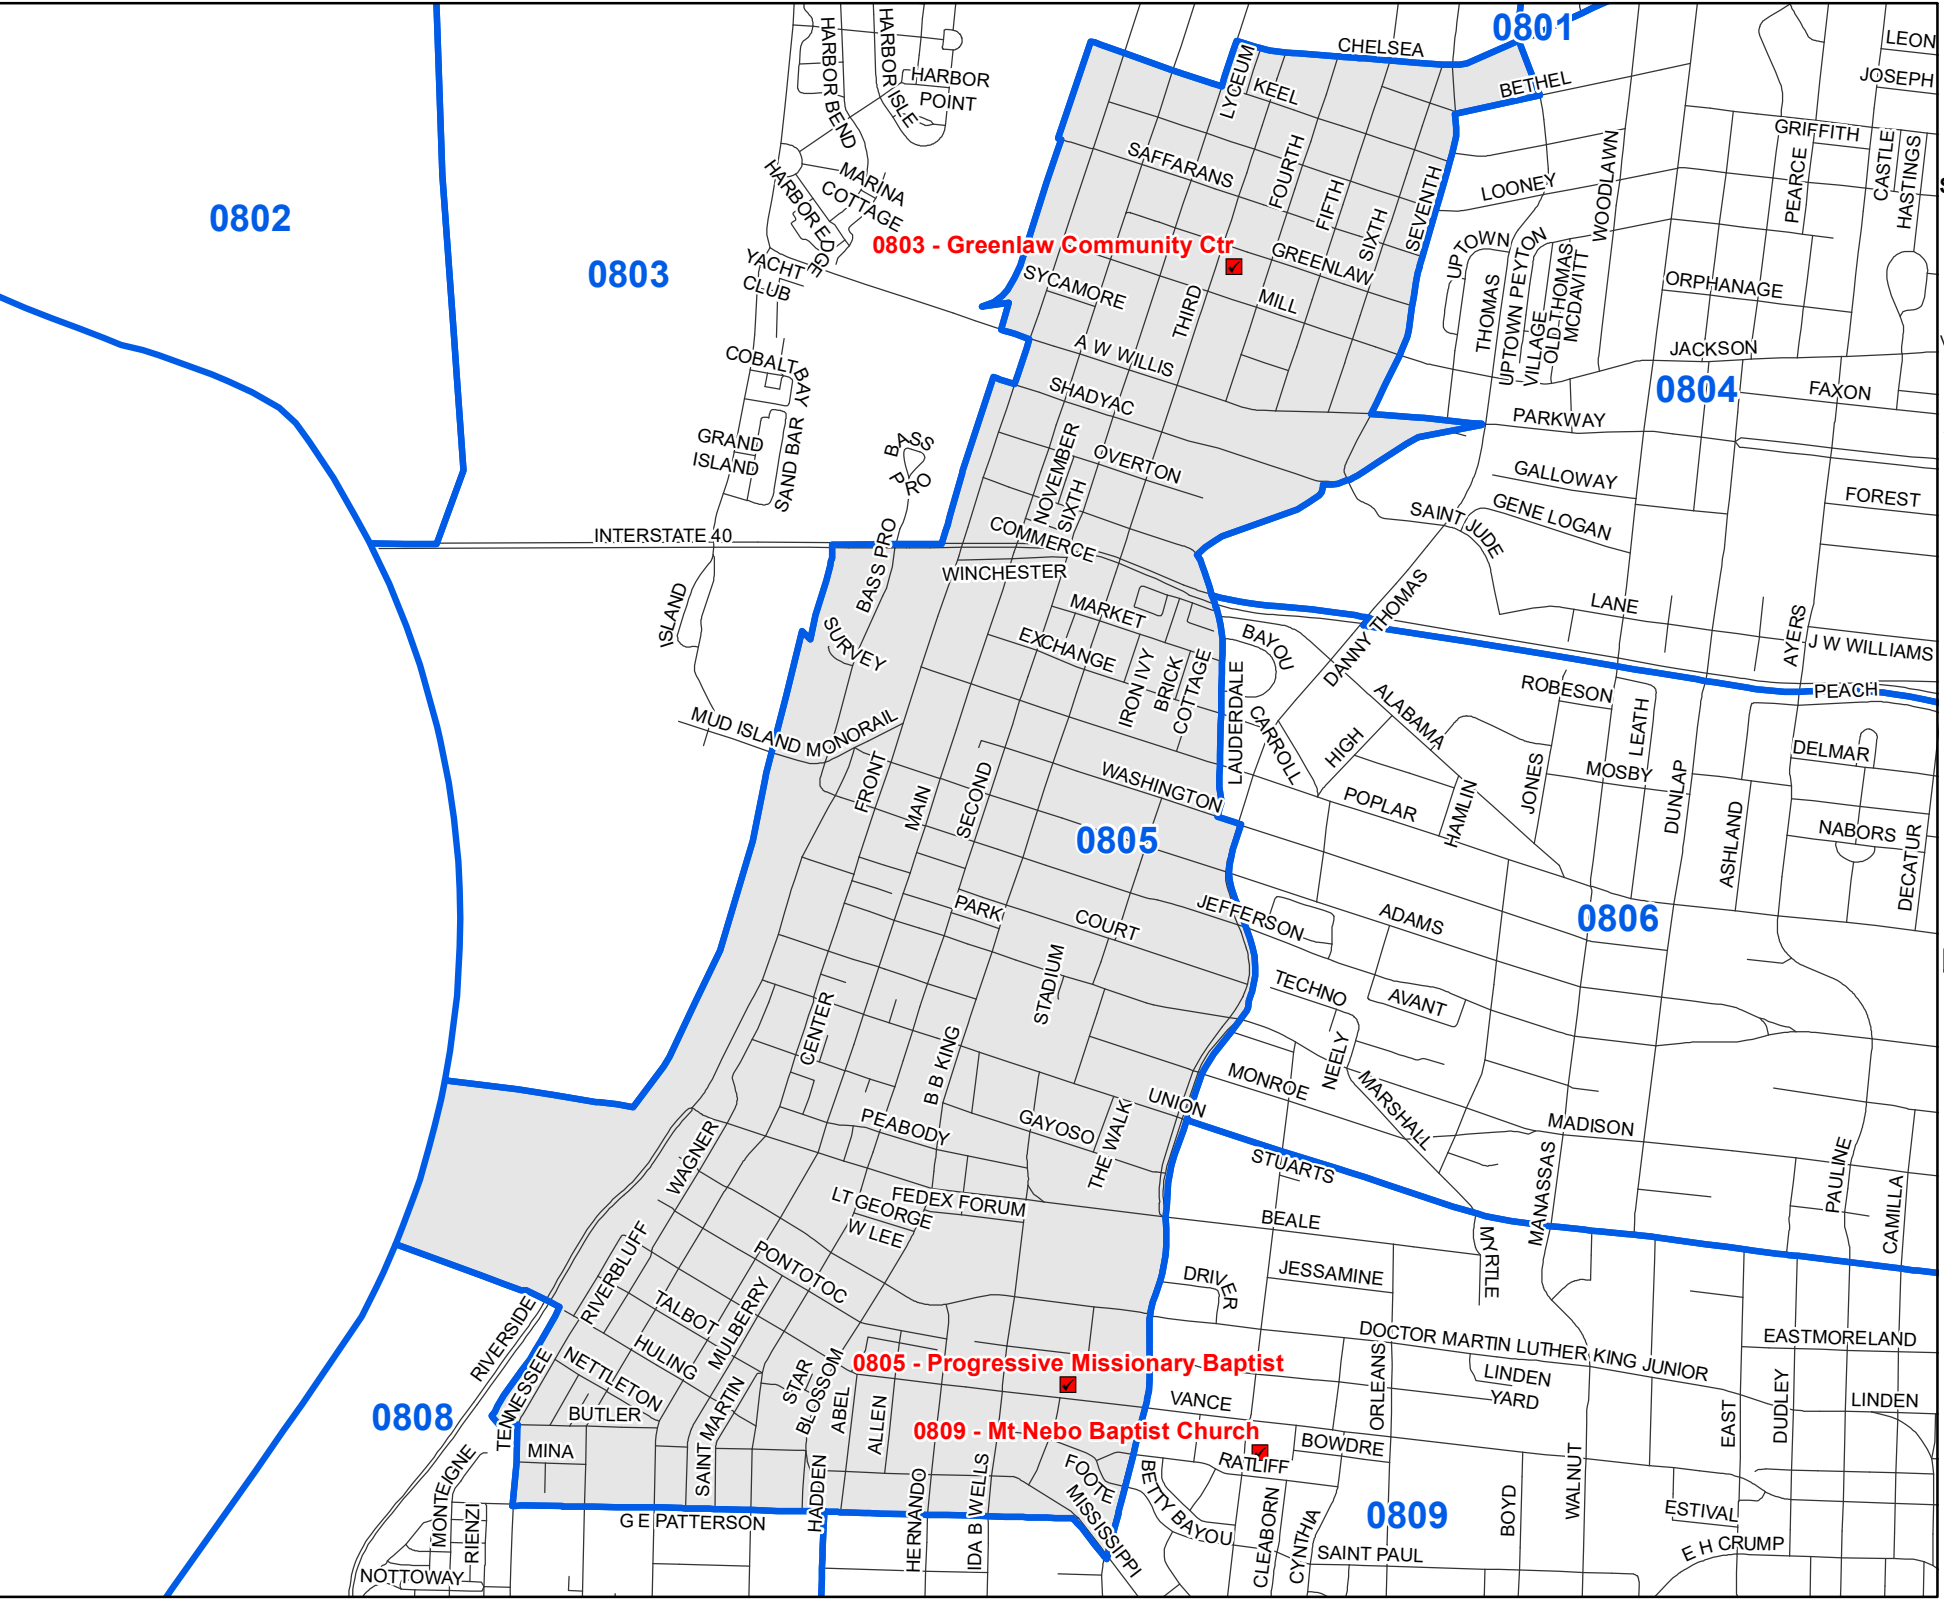 0801
0802
0803
0804
0805
0806
0808
0809
0803 - Greenlaw Community Ctr
0805 - Progressive Missionary Baptist
0809 - Mt Nebo Baptist Church
HARBOR BEND
HARBOR ISLE
HARBOR
POINT
MARINA
COTTAGE
HARBOR EDGE
YACHT
CLUB
COBALT
BAY
GRAND
ISLAND
SAND BAR
BASS
PRO
INTERSTATE 40
BASS PRO
ISLAND
SURVEY
MUD ISLAND MONORAIL
CHELSEA
LYCEUM
KEEL
BETHEL
SAFFARANS
FOURTH
FIFTH
SIXTH
SEVENTH
GREENLAW
SYCAMORE
MILL
THIRD
A W WILLIS
SHADYAC
NOVEMBER
SIXTH
OVERTON
COMMERCE
WINCHESTER
MARKET
EXCHANGE
IRON IVY
BRICK
COTTAGE
LAUDERDALE
BAYOU
DANNY THOMAS
CARROLL
ALABAMA
HIGH
POPLAR
HAMLIN
LEON
JOSEPH
GRIFFITH
PEARCE
CASTLE
HASTINGS
WOODLAWN
LOONEY
UPTOWN
THOMAS
UPTOWN PEYTON
VILLAGE
OLD THOMAS
MCDAVITT
ORPHANAGE
JACKSON
FAXON
PARKWAY
GALLOWAY
FOREST
GENE LOGAN
SAINT JUDE
LANE
AYERS
J W WILLIAMS
PEACH
ROBESON
LEATH
JONES
MOSBY
DUNLAP
DELMAR
ASHLAND
NABORS
DECATUR
FRONT
MAIN
SECOND
WASHINGTON
PARK
COURT
JEFFERSON
ADAMS
STADIUM
TECHNO
AVANT
CENTER
B B KING
NEELY
MONROE
MARSHALL
MADISON
UNION
PEABODY
GAYOSO
THE WALK
STUARTS
MANASSAS
PAULINE
CAMILLA
WAGNER
FEDEX FORUM
LT GEORGE
W LEE
BEALE
MYRTLE
JESSAMINE
DRIVER
RIVERBLUFF
PONTOTOC
TALBOT
MULBERRY
HULING
NETTLETON
RIVERSIDE
TENNESSEE
DOCTOR MARTIN LUTHER KING JUNIOR
EASTMORELAND
LINDEN
YARD
ORLEANS
VANCE
EAST
DUDLEY
LINDEN
STAR
BLOSSOM
ABEL
ALLEN
SAINT MARTIN
BUTLER
MINA
BOWDRE
RATLIFF
FOOTE
MISSISSIPPI
BETTY BAYOU
MONTEIGNE
RIENZI
NOTTOWAY
G E PATTERSON
HADDEN
HERNANDO
IDA B WELLS
CLEABORN
CYNTHIA
SAINT PAUL
BOYD
WALNUT
ESTIVAL
E H CRUMP